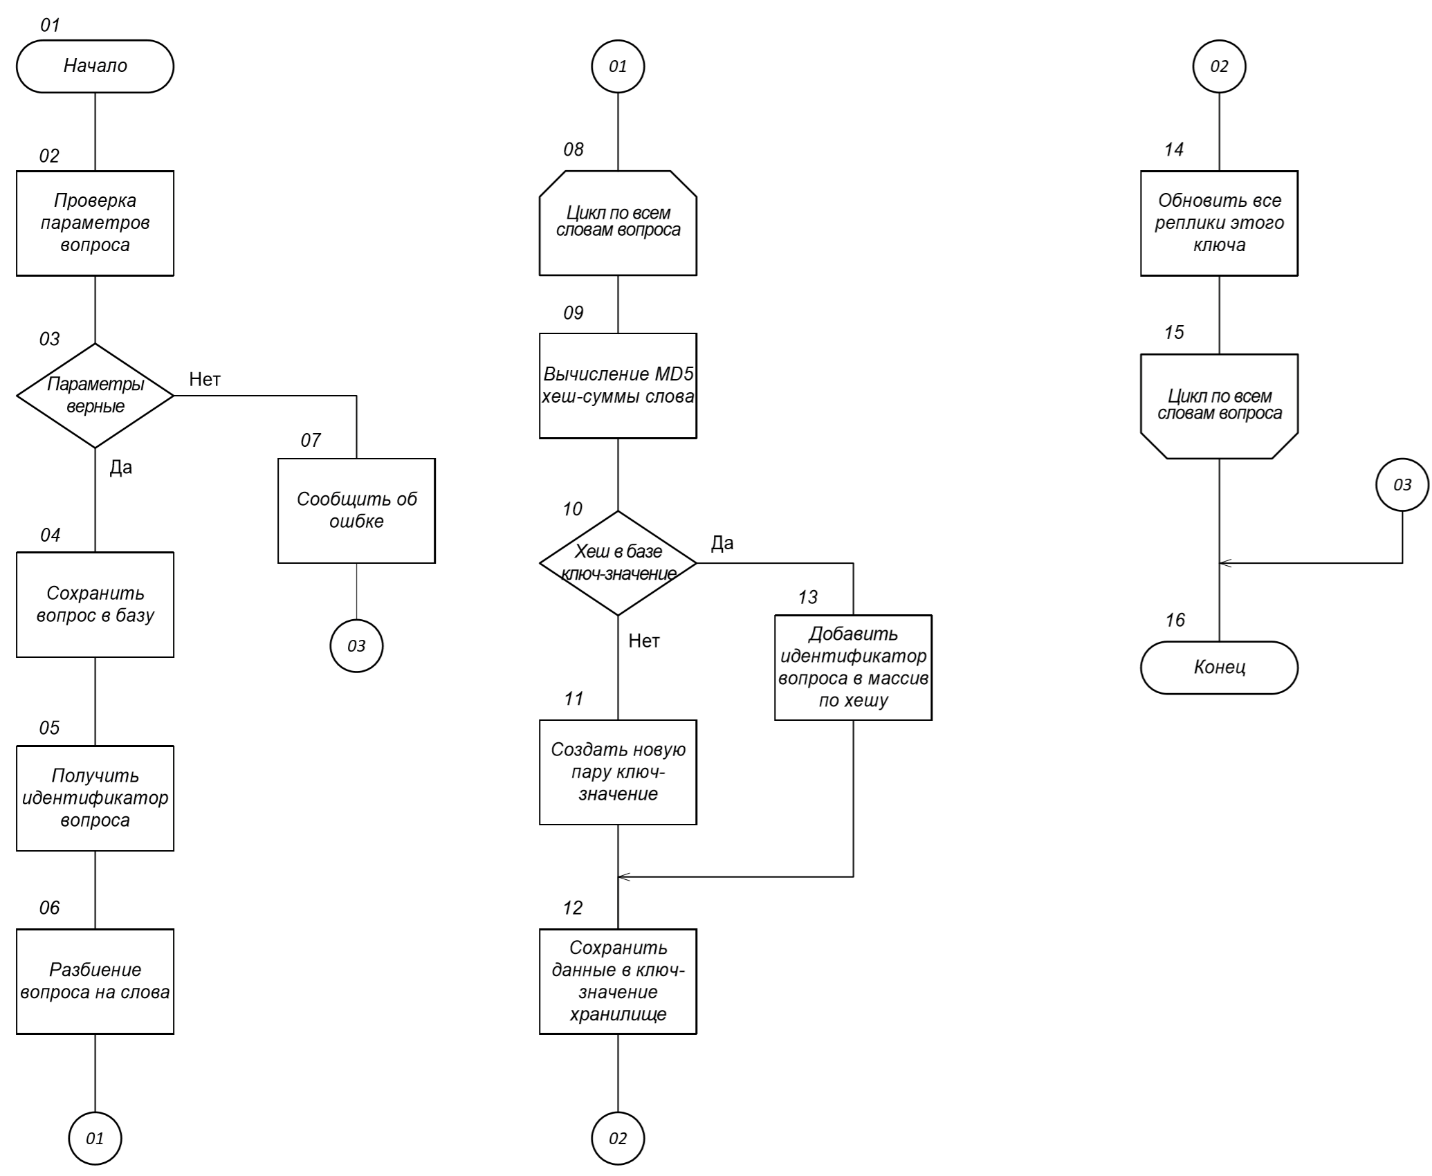 01
Начало
02
Проверка
параметров
вопроса
03
Параметры
верные
Нет
Да
07
Сообщить об
ошбке
03
04
Сохранить
вопрос в базу
05
Получить
идентификатор
вопроса
06
Разбиение
вопроса на слова
01
01
08
Цикл по всем
словам вопроса
09
Вычисление MD5
хеш-суммы слова
10
Хеш в базе
ключ-значение
Да
Нет
13
Добавить
идентификатор
вопроса в массив
по хешу
11
Создать новую
пару ключ-
значение
12
Сохранить
данные в ключ-
значение
хранилище
02
02
14
Обновить все
реплики этого
ключа
15
Цикл по всем
словам вопроса
03
16
Конец